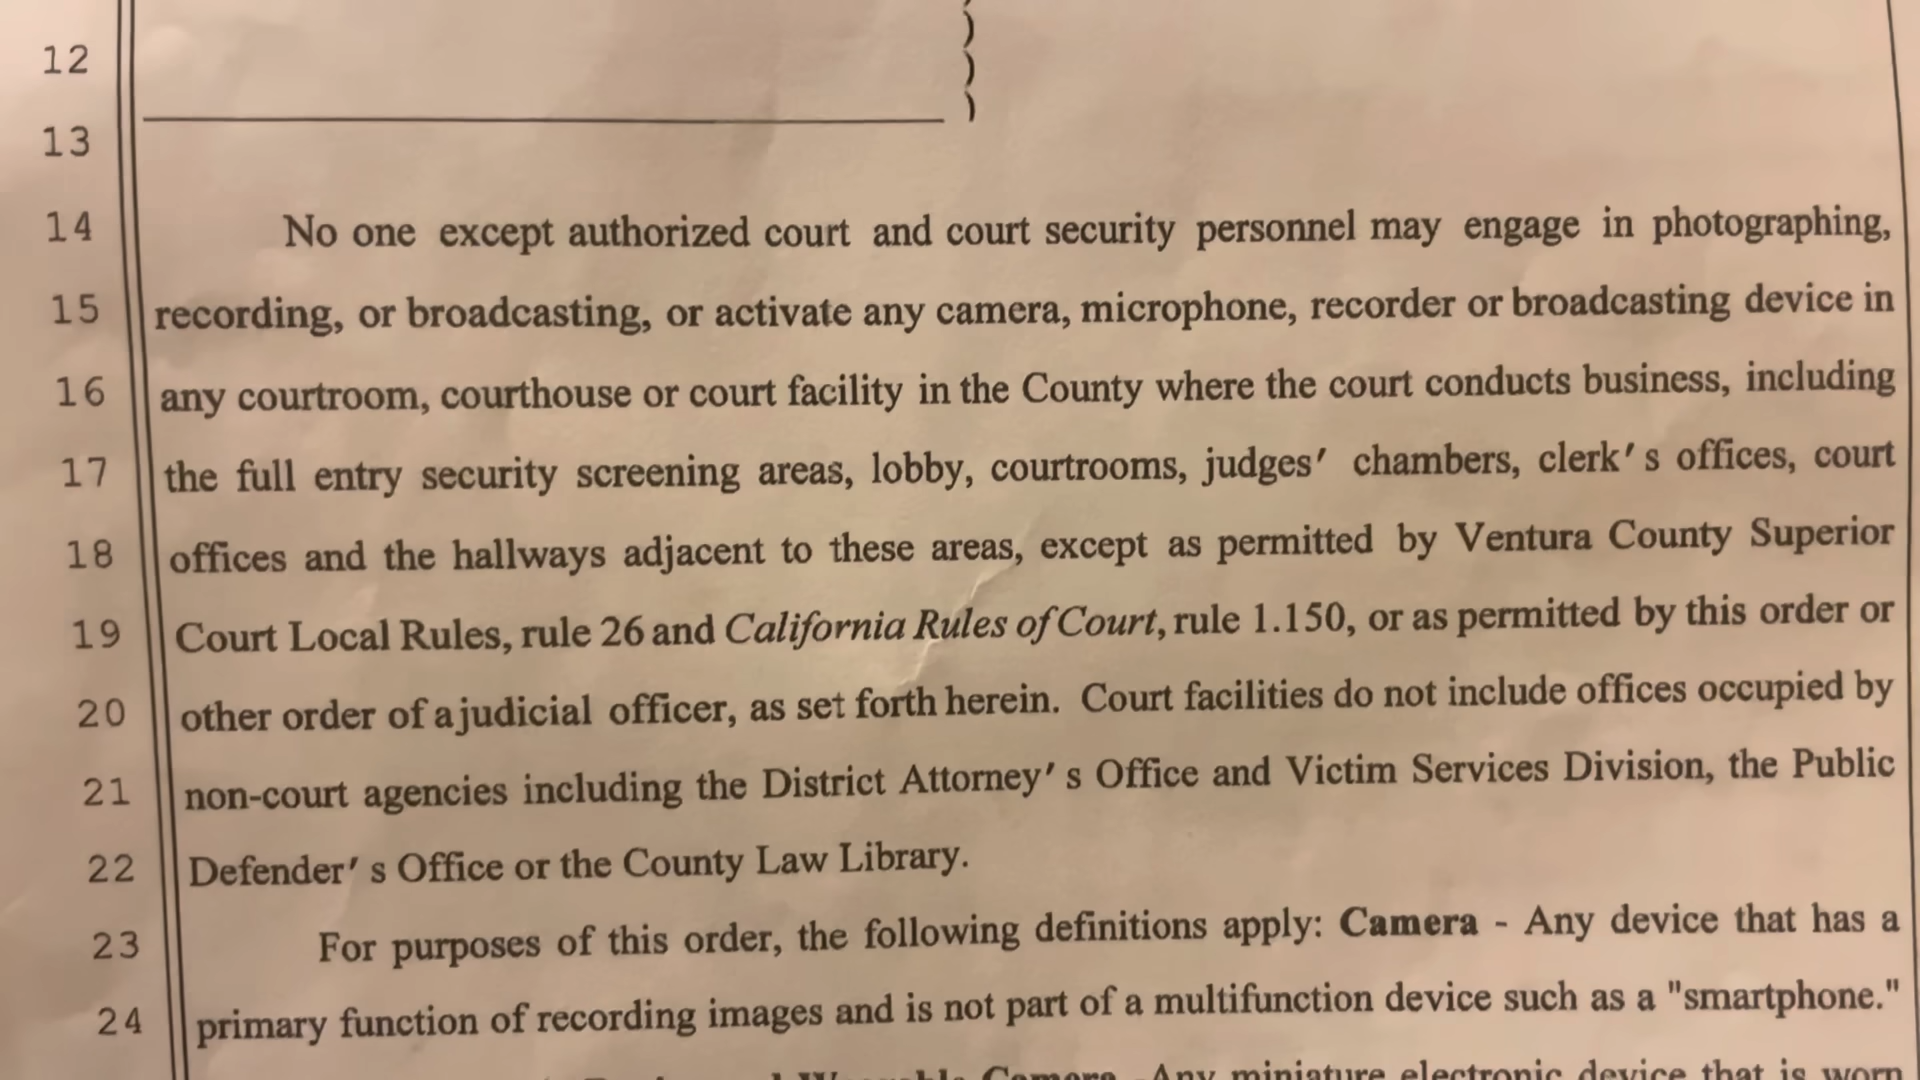 )
12 )
)
13
14 No one except authorized court and court security personnel may engage in photographing,
15 recording, or broadcasting, or activate any camera, microphone, recorder or broadcasting device in
16 any courtroom, courthouse or court facility in the County where the court conducts business, including
17 the full entry security screening areas, lobby, courtrooms, judges' chambers, clerk's offices, court
18 offices and the hallways adjacent to these areas, except as permitted by Ventura County Superior
19 Court Local Rules, rule 26 and California Rules of Court, rule 1.150, or as permitted by this order or
20 other order of a judicial officer, as set forth herein. Court facilities do not include offices occupied by
21 non-court agencies including the District Attorney's Office and Victim Services Division, the Public
22 Defender's Office or the County Law Library.
23 For purposes of this order, the following definitions apply: Camera - Any device that has a
24 primary function of recording images and is not part of a multifunction device such as a "smartphone."
Camera Any miniature electronic device that is worn